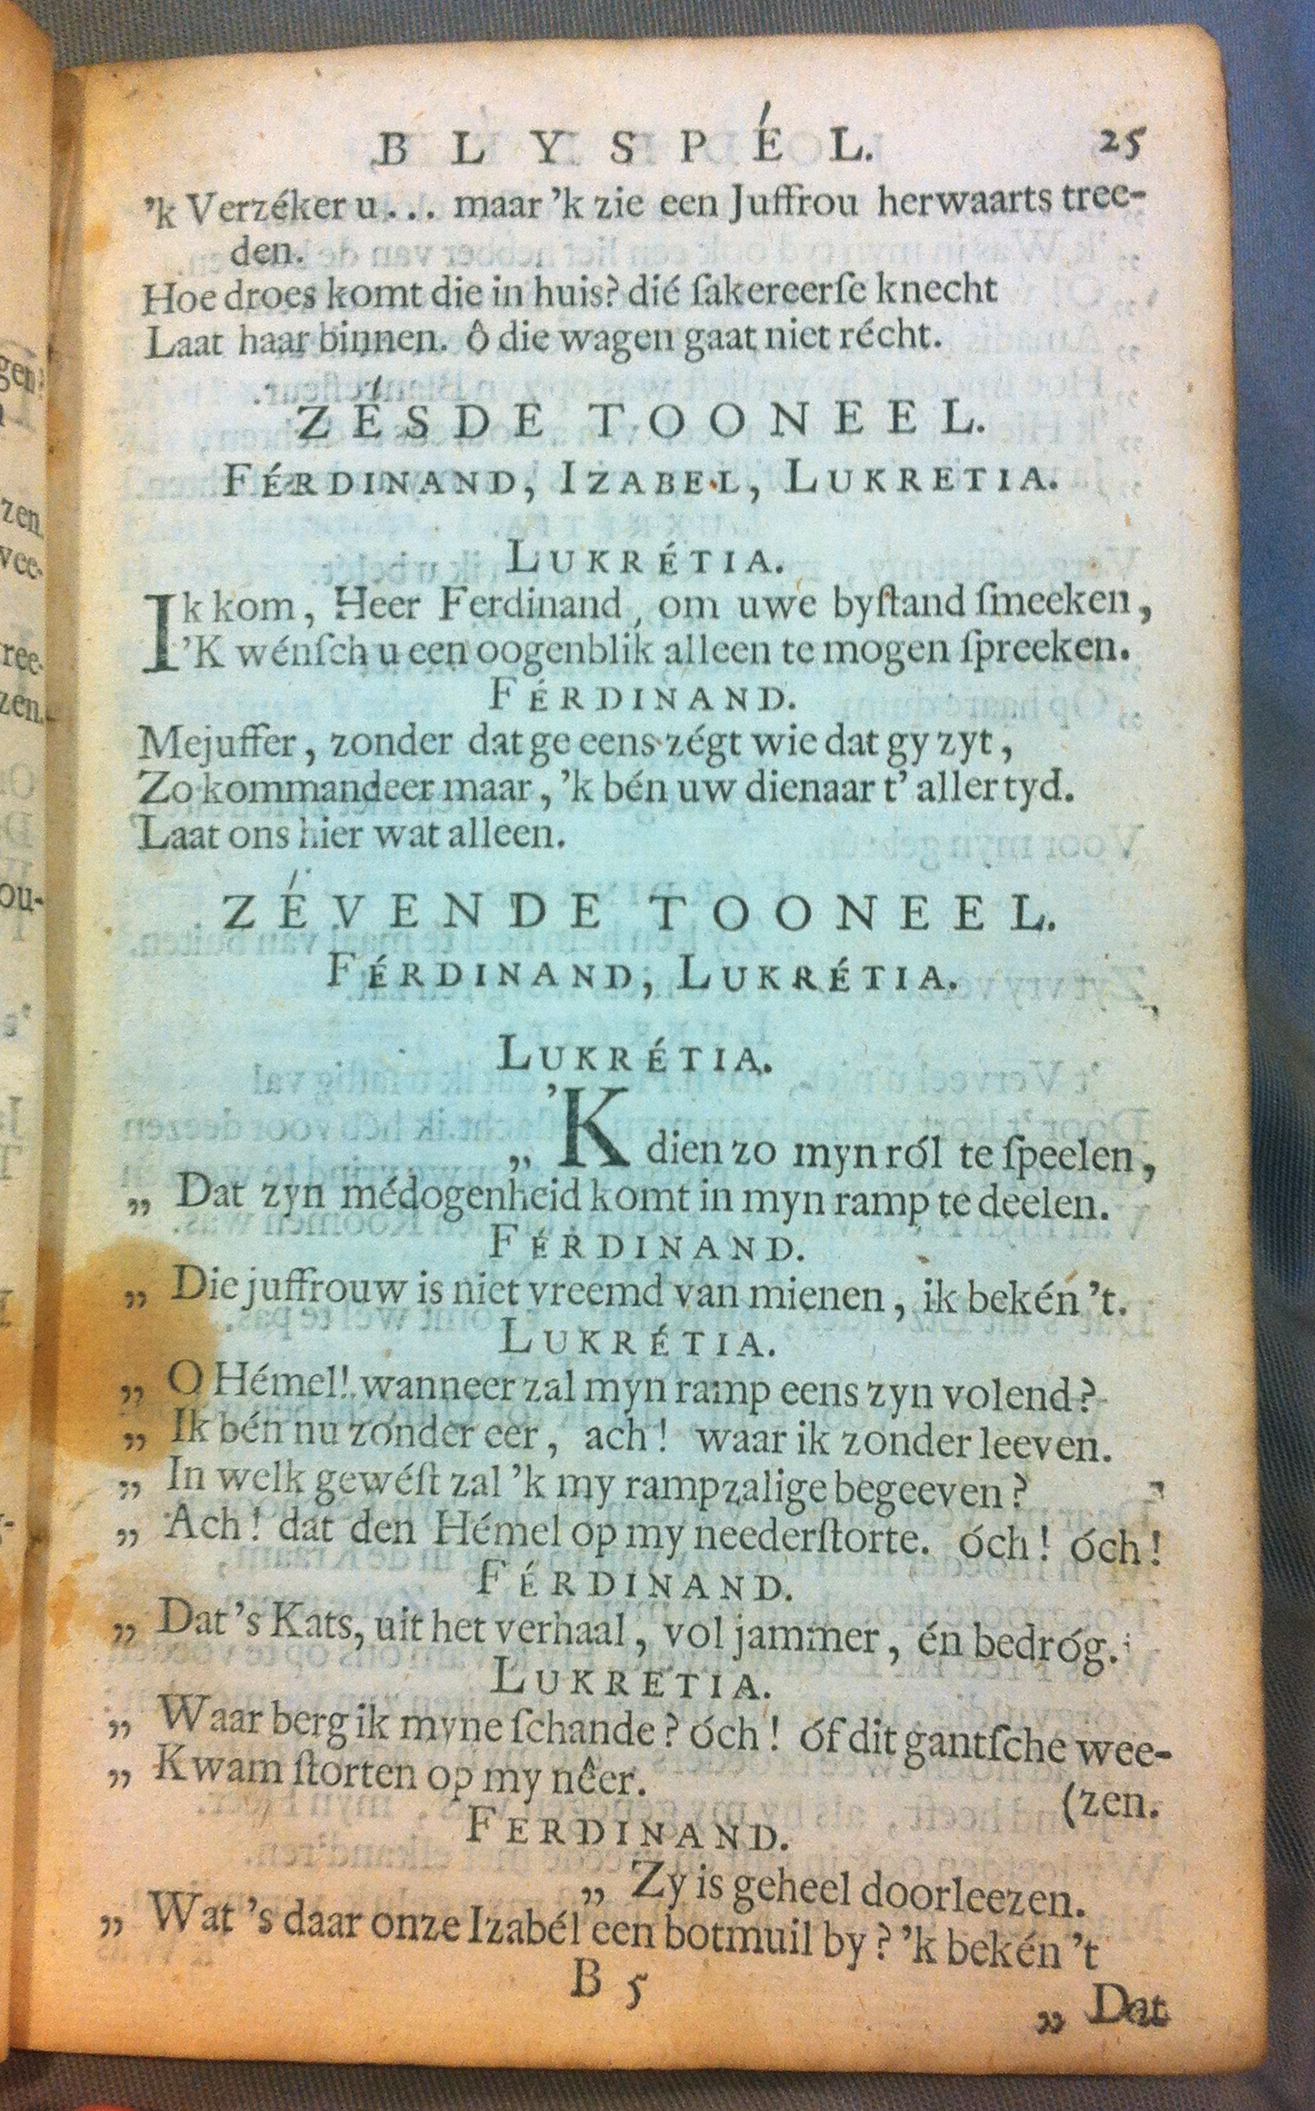 BLYSPÉL. 25
'k Verzéker u... maar 'k zie een Juffrou herwaarts tree-
den.
Hoe droes komt die in huis? dié ſakereerſe knecht
Laat haar binnen. ô die wagen gaat niet récht.
ZÉSDE TOONEEL.
FÉRDINAND, IZABEL, LUKRETIA.
LUKRÉTIA.
Ik kom, Heer Ferdinand, om uwe byſtand ſmeeken,
'K wénſch u een oogenblik alleen te mogen ſpreeken.
FÉRDINAND.
Mejuffer, zonder dat ge eens zégt wie dat gy zyt,
Zo kommandeer maar, 'k bén uw dienaar t' aller tyd.
Laat ons hier wat alleen.
ZÉVENDE TOONEEL.
FÉRDINAND, LUKRÉTIA.
LUKRÉTIA.
„ 'K dien zo myn ról te ſpeelen,
„ Dat zyn médogenheid komt in myn ramp te deelen.
FÉRDINAND.
„ Die juffrouw is niet vreemd van mienen, ik bekén 't.
LUKRÉTIA.
„ O Hémel! wanneer zal myn ramp eens zyn volend?
„ Ik bén nu zonder eer, ach! waar ik zonder leeven.
„ In welk gewéſt zal 'k my rampzalige begeeven?
„ Ach! dat den Hémel op my neederſtorte. óch! óch!
FÉRDINAND.
„ Dat 's Kats, uit het verhaal, vol jammer, én bedróg.
LUKRETIA.
„ Waar berg ik myne ſchande? óch! óf dit gantſche wee-
„ Kwam ſtorten op my nêer. (zen.
FERDINAND.
„ Zy is geheel doorleezen.
„ Wat 's daar onze Izabél een botmuil by? 'k bekén 't
B 5
„ Dat